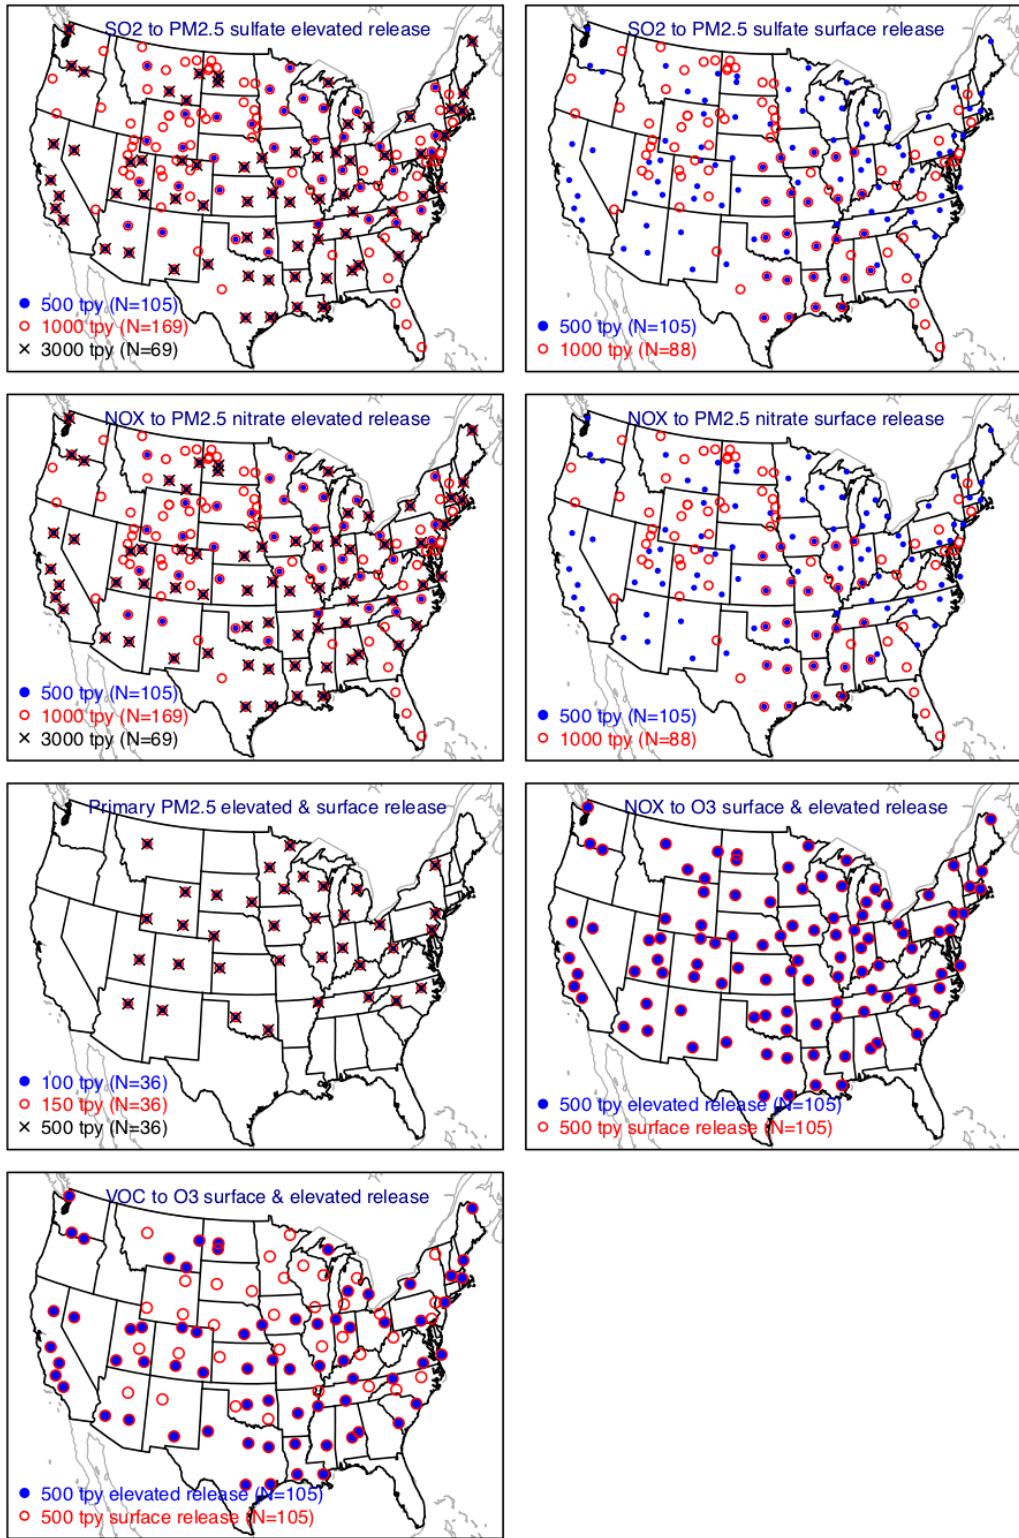 SO2 to PM2.5 sulfate elevated release
500 tpy (N=105)
1000 tpy (N=169)
3000 tpy (N=69)
SO2 to PM2.5 sulfate surface release
500 tpy (N=105)
1000 tpy (N=88)
NOX to PM2.5 nitrate elevated release
500 tpy (N=105)
1000 tpy (N=169)
3000 tpy (N=69)
NOX to PM2.5 nitrate surface release
500 tpy (N=105)
1000 tpy (N=88)
Primary PM2.5 elevated & surface release
100 tpy (N=36)
150 tpy (N=36)
500 tpy (N=36)
NOX to O3 surface & elevated release
500 tpy elevated release (N=105)
500 tpy surface release (N=105)
VOC to O3 surface & elevated release
500 tpy elevated release (N=105)
500 tpy surface release (N=105)